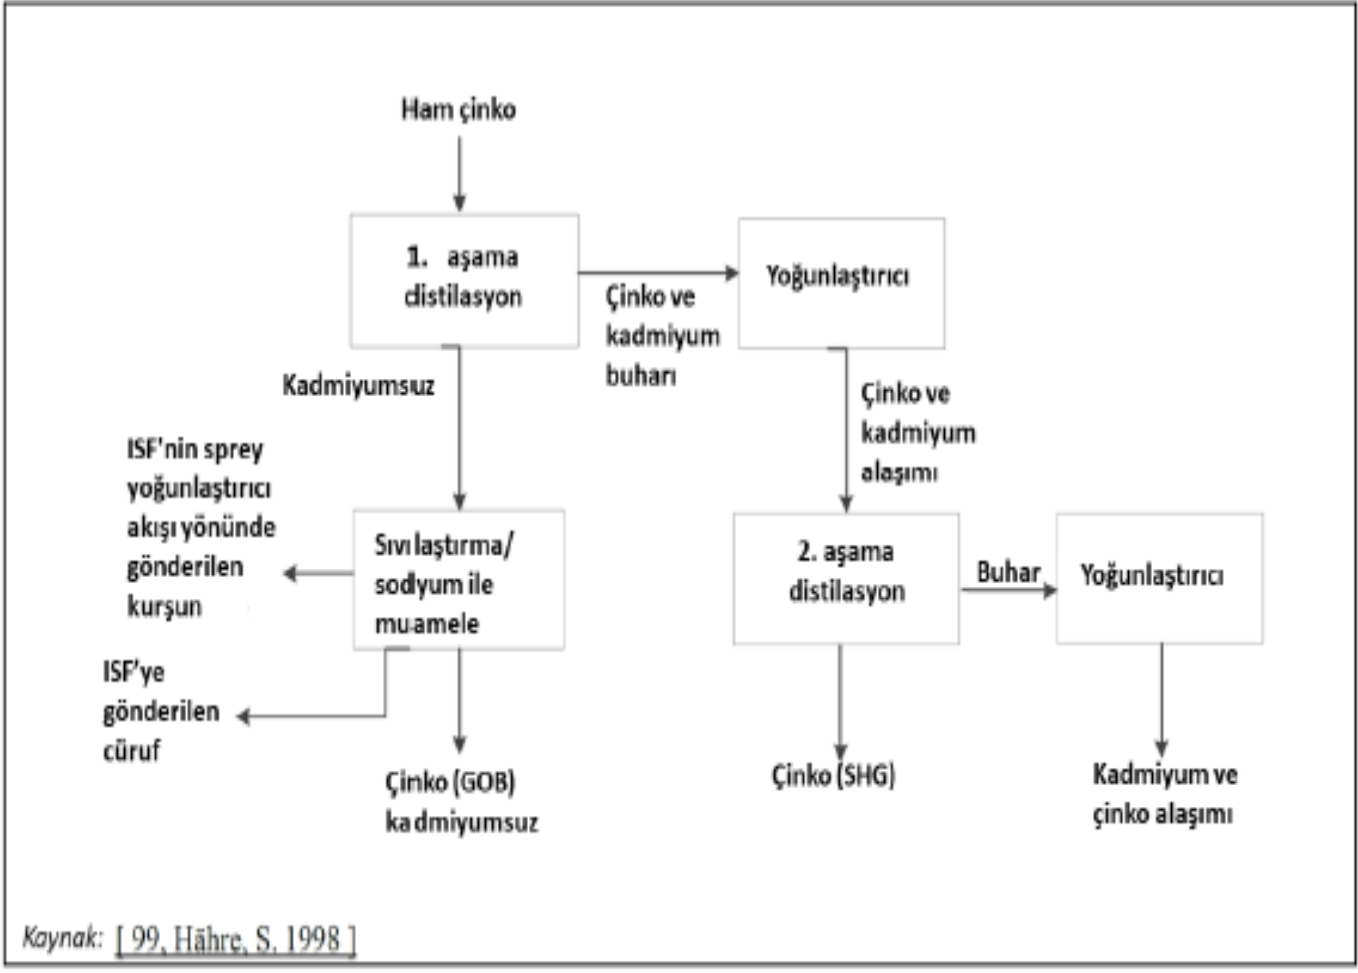 Ham çinko
1. aşama
distilasyon
Çinko ve
kadmiyum
buharı
Yoğunlaştırıcı
Kadmiyumsuz
Çinko ve
kadmiyum
alaşımı
ISF'nin sprey
yoğunlaştırıcı
akışı yönünde
gönderilen
kurşun
Sıvılaştırma/
sodyum ile
muamele
2. aşama
distilasyon
Buhar
Yoğunlaştırıcı
ISF'ye
gönderilen
cüruf
Çinko (GOB)
kadmiyumsuz
Çinko (SHG)
Kadmiyum ve
çinko alaşımı
Kaynak: [ 99, Hähre, S. 1998 ]